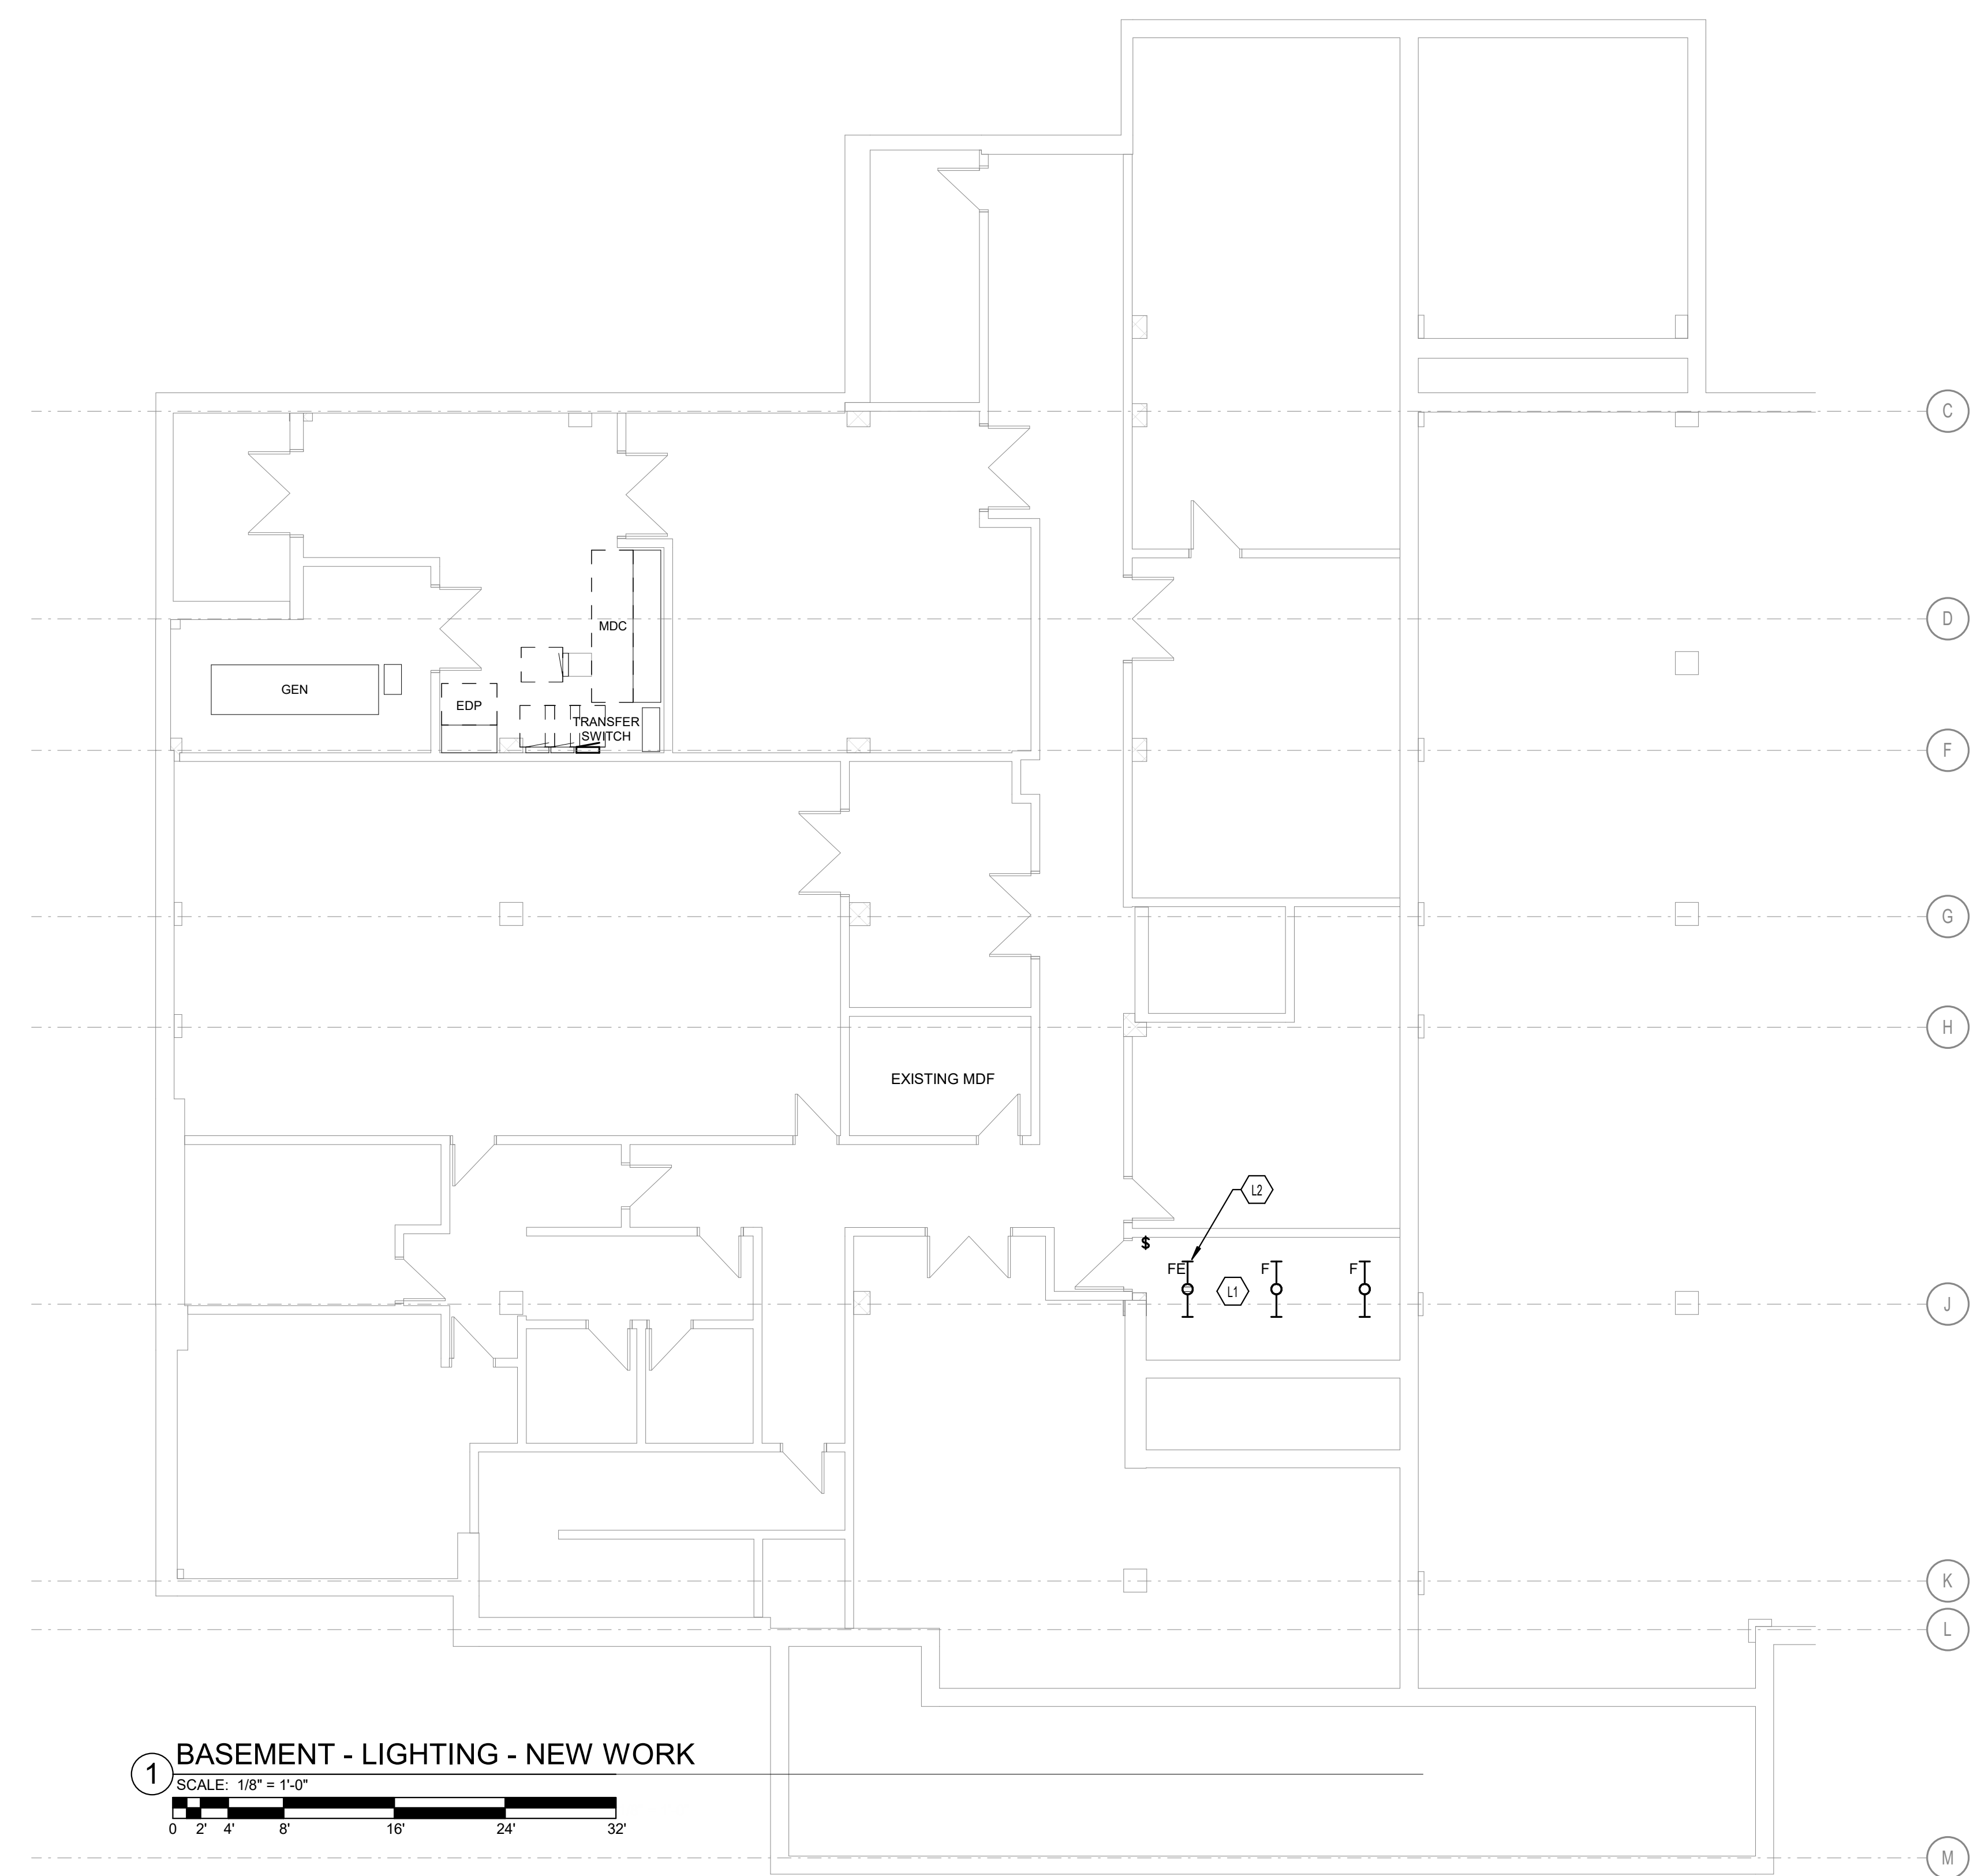 C
D
MDC
GEN
EDP
TRANSFER
SWITCH
F
G
H
EXISTING MDF
L2
$
FE
F
F
L1
J
K
L
1
BASEMENT - LIGHTING - NEW WORK
SCALE: 1/8" = 1'-0"
0 2' 4' 8' 16' 24' 32'
M